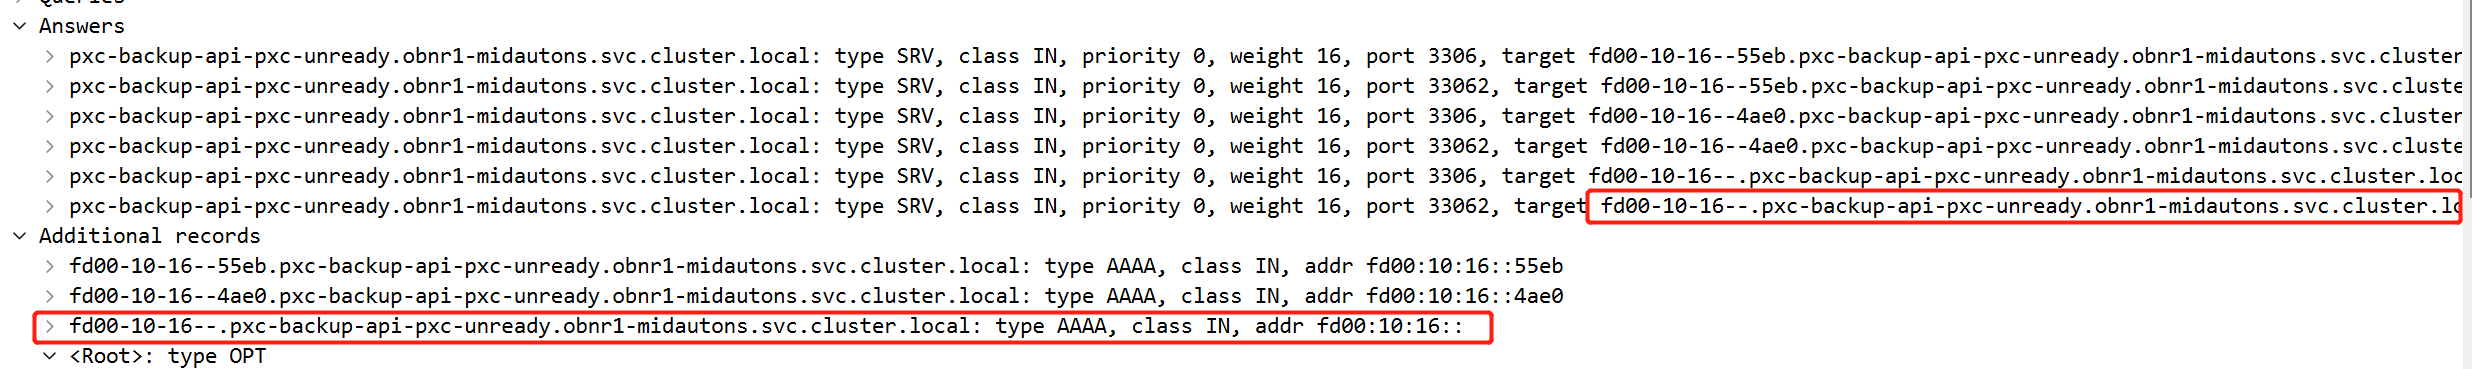 Queries
Answers
pxc-backup-api-pxc-unready.obnr1-midautons.svc.cluster.local: type SRV, class IN, priority 0, weight 16, port 3306, target fd00-10-16--55eb.pxc-backup-api-pxc-unready.obnr1-midautons.svc.cluster
pxc-backup-api-pxc-unready.obnr1-midautons.svc.cluster.local: type SRV, class IN, priority 0, weight 16, port 33062, target fd00-10-16--55eb.pxc-backup-api-pxc-unready.obnr1-midautons.svc.cluste
pxc-backup-api-pxc-unready.obnr1-midautons.svc.cluster.local: type SRV, class IN, priority 0, weight 16, port 3306, target fd00-10-16--4ae0.pxc-backup-api-pxc-unready.obnr1-midautons.svc.cluster
pxc-backup-api-pxc-unready.obnr1-midautons.svc.cluster.local: type SRV, class IN, priority 0, weight 16, port 33062, target fd00-10-16--4ae0.pxc-backup-api-pxc-unready.obnr1-midautons.svc.cluste
pxc-backup-api-pxc-unready.obnr1-midautons.svc.cluster.local: type SRV, class IN, priority 0, weight 16, port 3306, target fd00-10-16--.pxc-backup-api-pxc-unready.obnr1-midautons.svc.cluster.loc
pxc-backup-api-pxc-unready.obnr1-midautons.svc.cluster.local: type SRV, class IN, priority 0, weight 16, port 33062, target fd00-10-16--.pxc-backup-api-pxc-unready.obnr1-midautons.svc.cluster.lo
Additional records
fd00-10-16--55eb.pxc-backup-api-pxc-unready.obnr1-midautons.svc.cluster.local: type AAAA, class IN, addr fd00:10:16::55eb
fd00-10-16--4ae0.pxc-backup-api-pxc-unready.obnr1-midautons.svc.cluster.local: type AAAA, class IN, addr fd00:10:16::4ae0
fd00-10-16--.pxc-backup-api-pxc-unready.obnr1-midautons.svc.cluster.local: type AAAA, class IN, addr fd00:10:16::
<Root>: type OPT